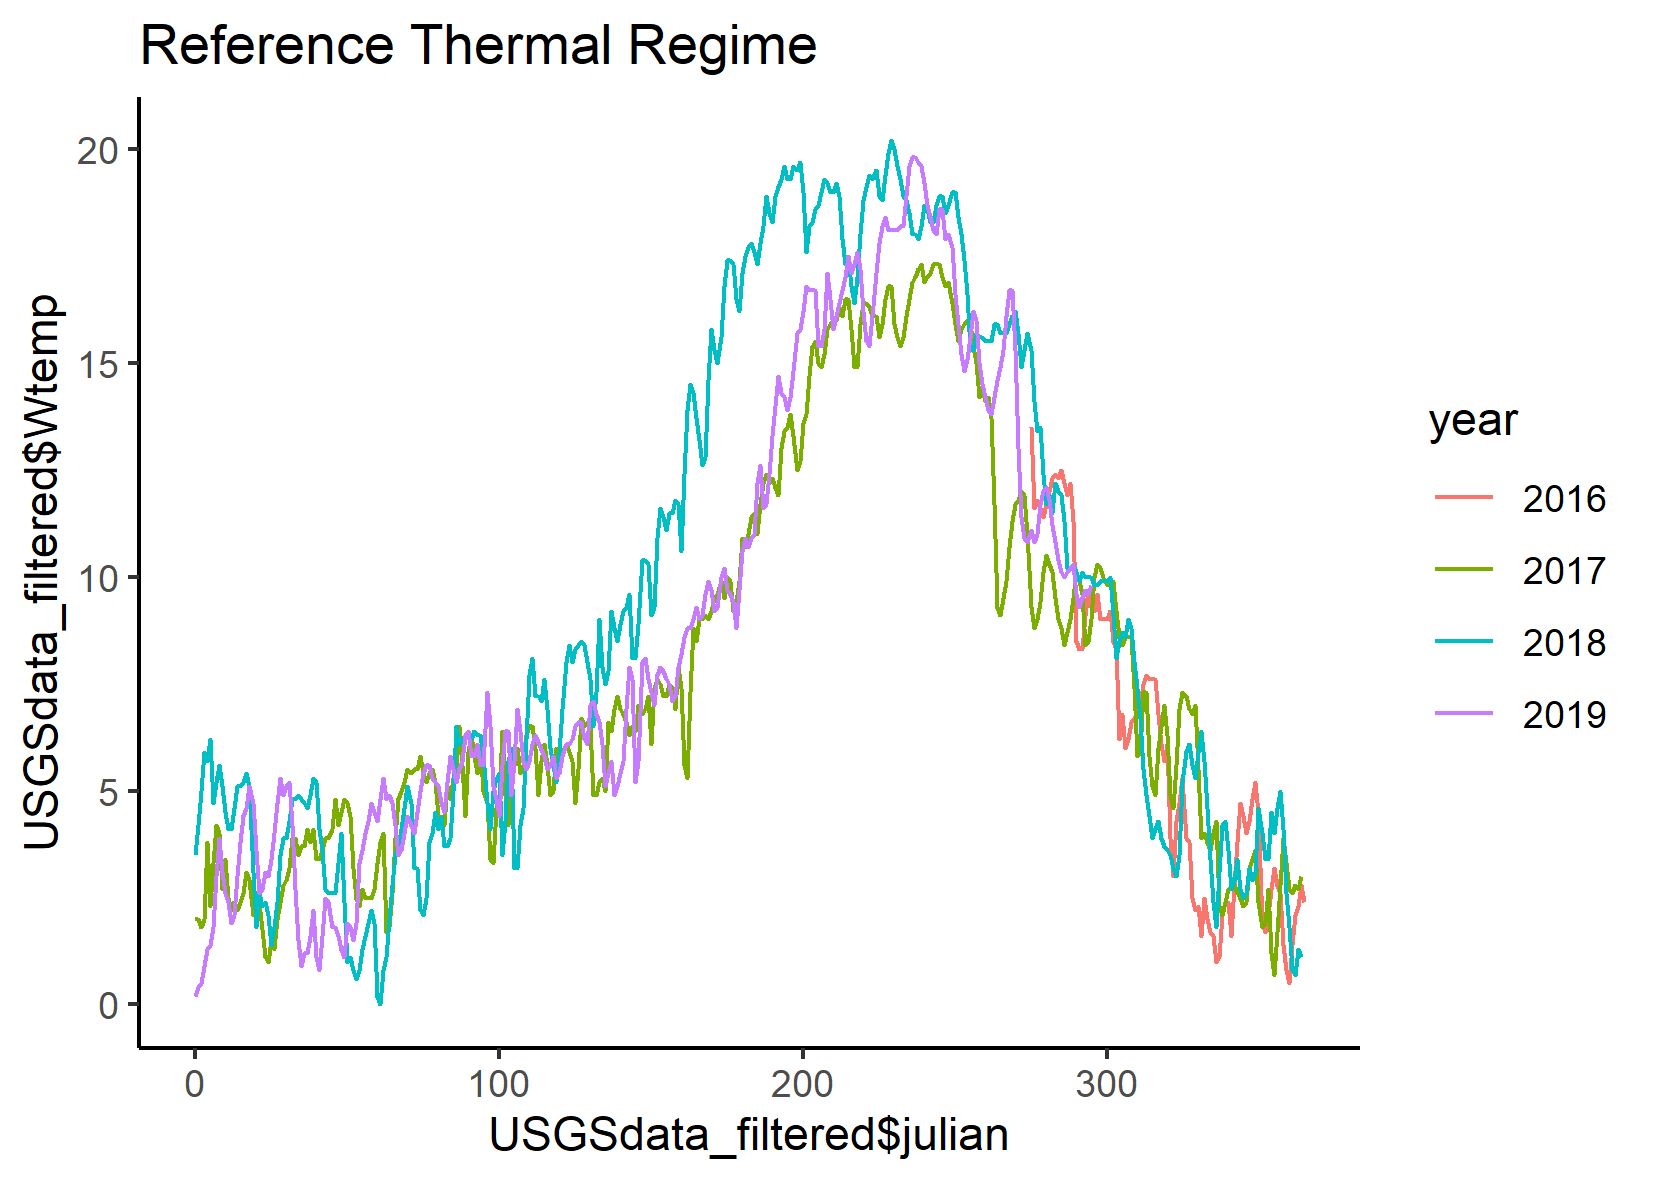 Reference Thermal Regime
USGSdata_filtered$Wtemp
20
15
10
5
0
0 100 200 300
USGSdata_filtered$julian
year
2016
2017
2018
2019